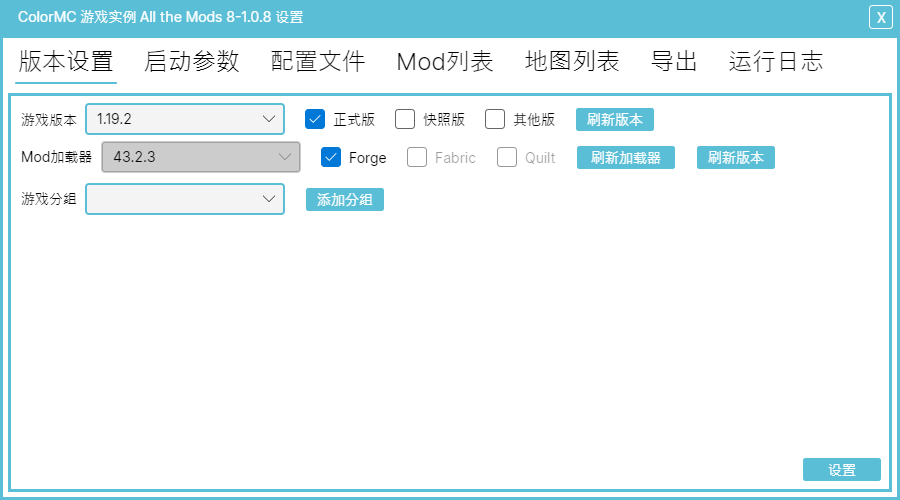 ColorMC 游戏实例 All the Mods 8-1.0.8 设置 X
版本设置 启动参数 配置文件 Mod列表 地图列表 导出 运行日志
游戏版本 1.19.2 正式版 快照版 其他版 刷新版本
Mod加载器 43.2.3 Forge Fabric Quilt 刷新加载器 刷新版本
游戏分组 添加分组
设置